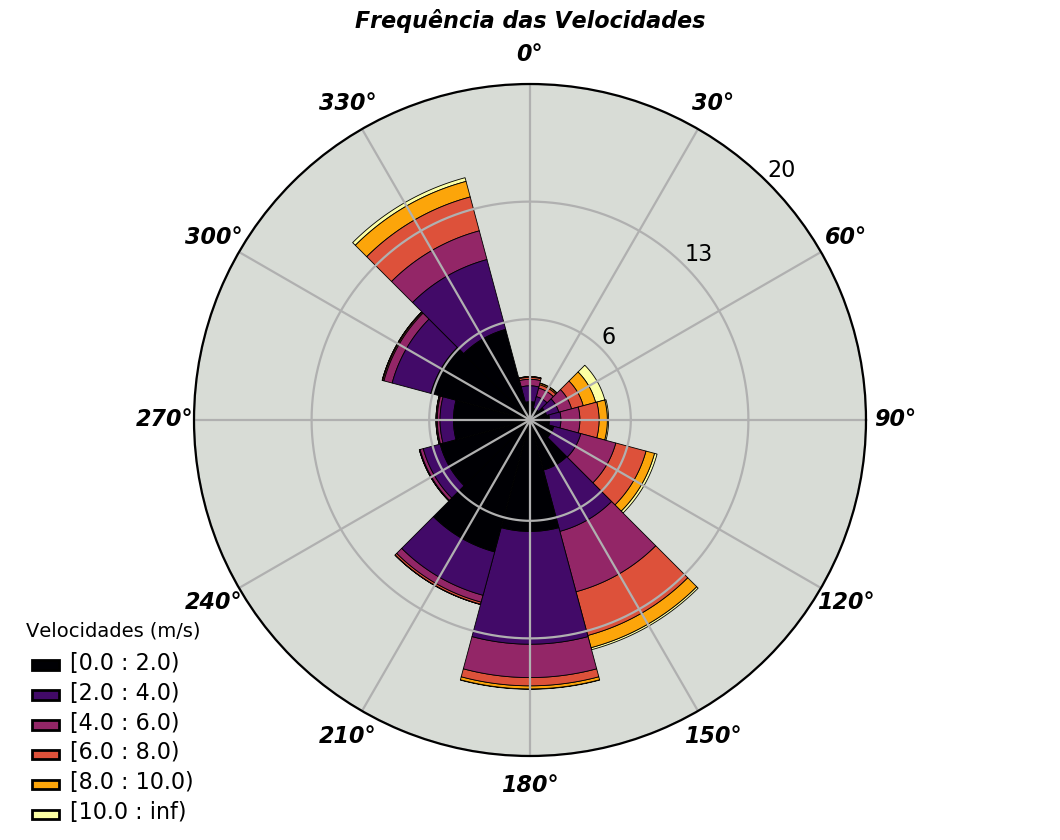 Frequência das Velocidades
0°
330°
30°
20
300°
60°
13
6
270°
90°
240°
120°
210°
150°
180°
Velocidades (m/s)
[0.0 : 2.0)
[2.0 : 4.0)
[4.0 : 6.0)
[6.0 : 8.0)
[8.0 : 10.0)
[10.0 : inf)